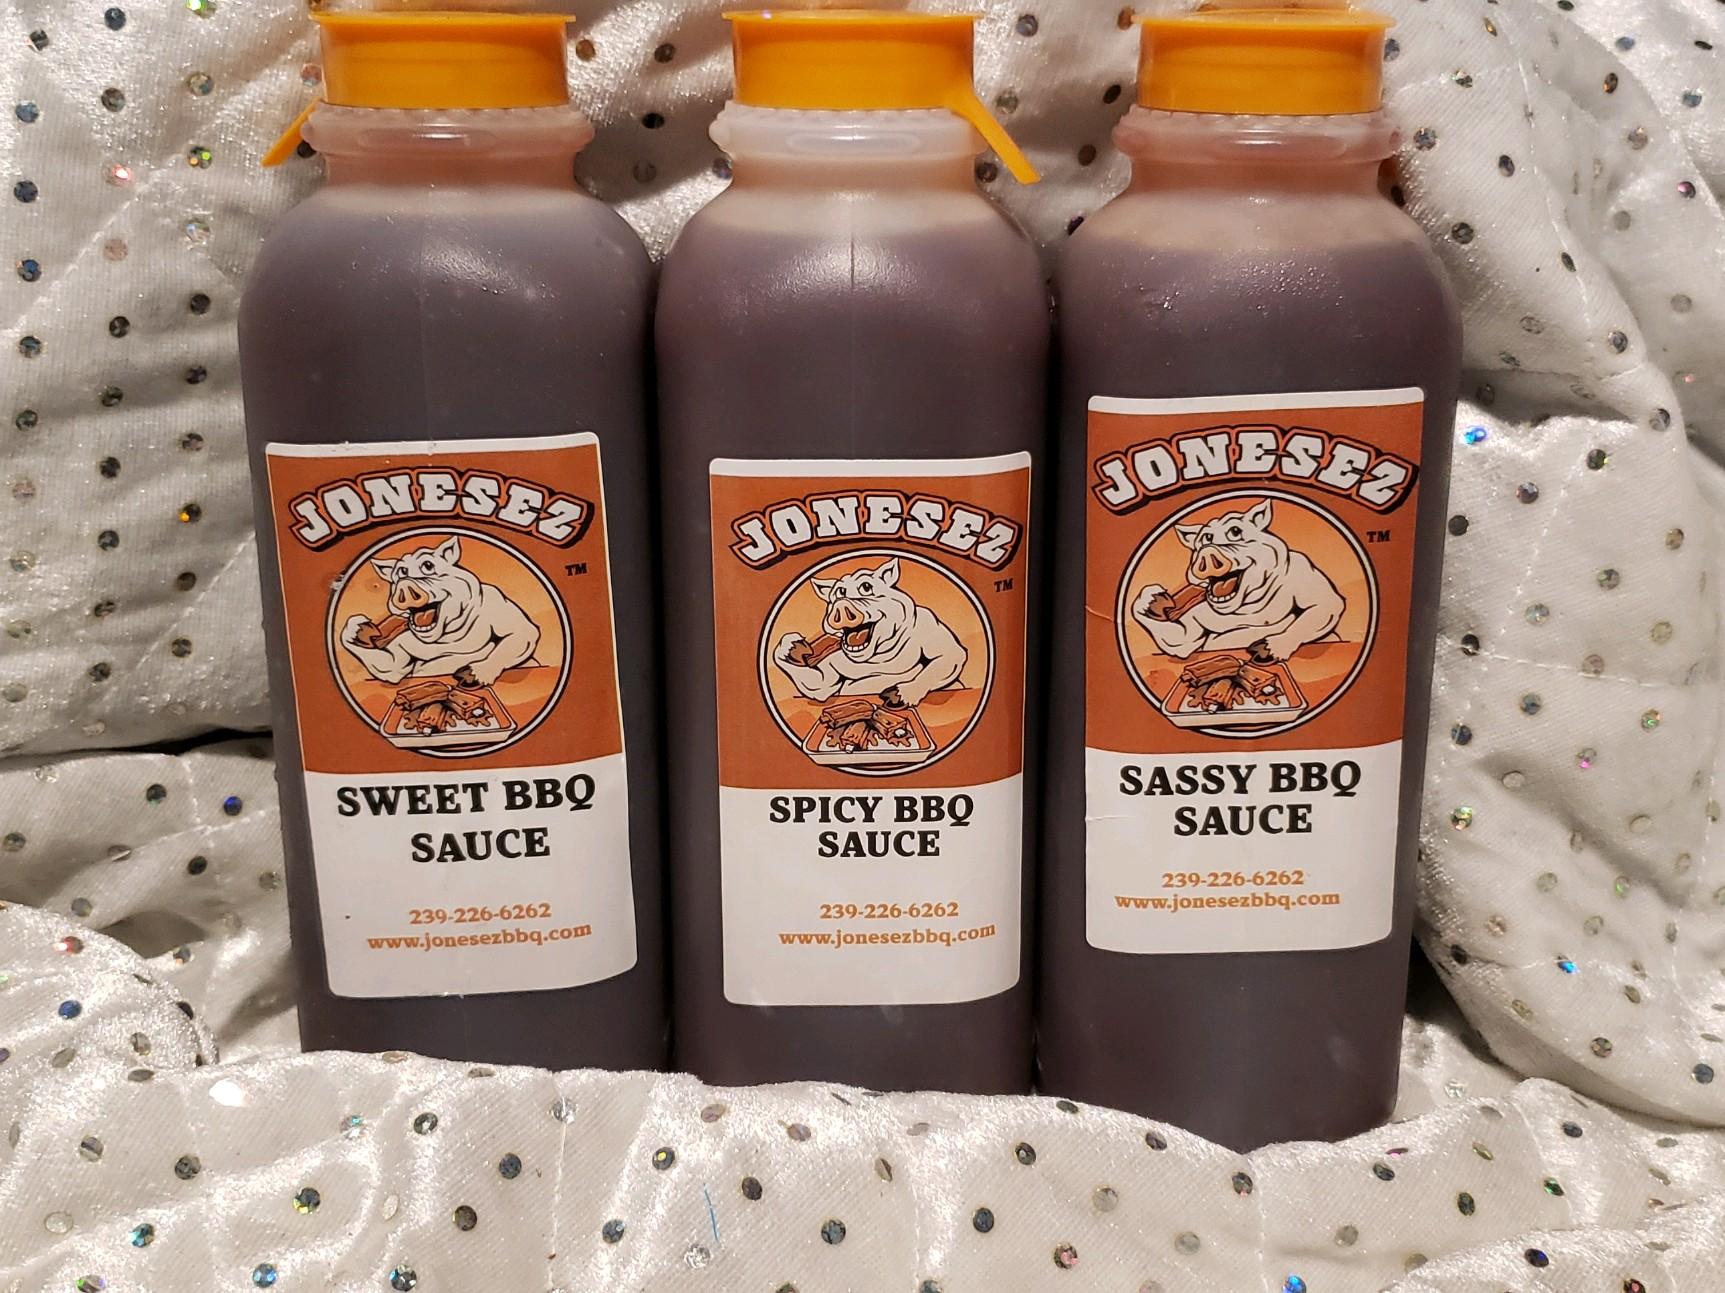 JONESEZ
TM
SWEET BBQ
SAUCE
239-226-6262
www.jonesezbbq.com
JONESEZ
TM
SPICY BBQ
SAUCE
239-226-6262
www.jonesezbbq.com
JONESEZ
TM
SASSY BBQ
SAUCE
239-226-6262
www.jonesezbbq.com